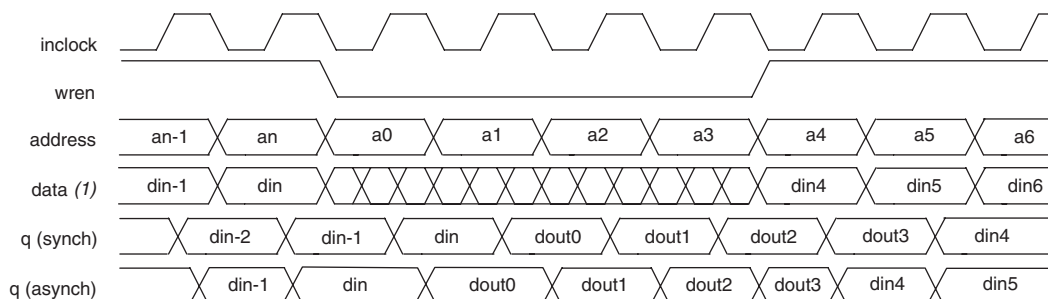 inclock
wren
address an-1 an a0 a1 a2 a3 a4 a5 a6
data (1) din-1 din din4 din5 din6
q (synch) din-2 din-1 din dout0 dout1 dout2 dout3 din4
q (asynch) din-1 din dout0 dout1 dout2 dout3 din4 din5